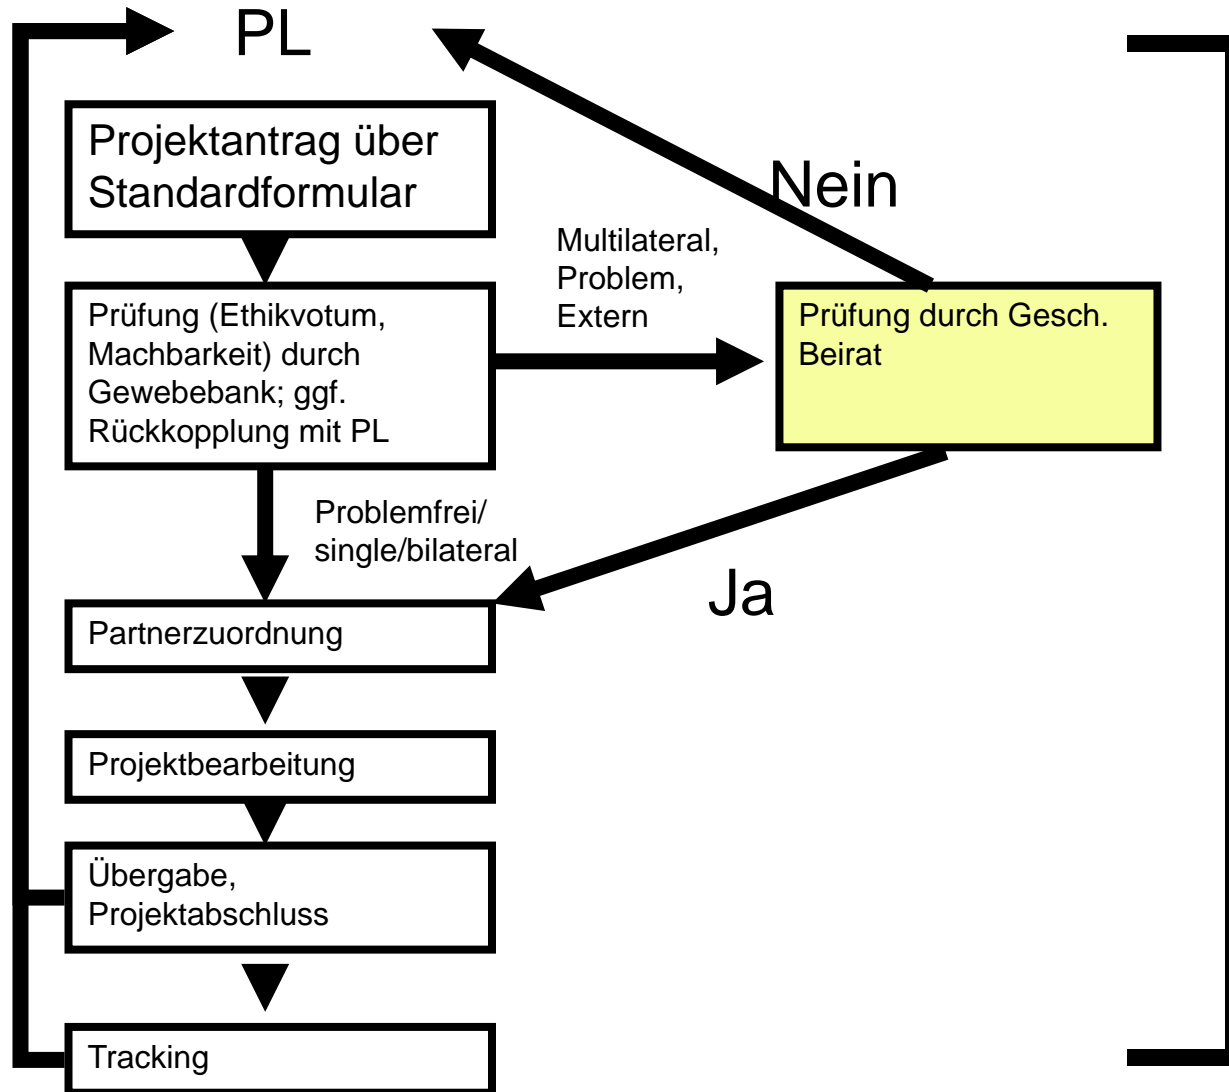 PL
Projektantrag über
Standardformular
Nein
Multilateral,
Problem,
Extern
Prüfung (Ethikvotum,
Machbarkeit) durch
Gewebebank; ggf.
Rückkopplung mit PL
Prüfung durch Gesch.
Beirat
Problemfrei/
single/bilateral
Ja
Partnerzuordnung
Projektbearbeitung
Übergabe,
Projektabschluss
Tracking